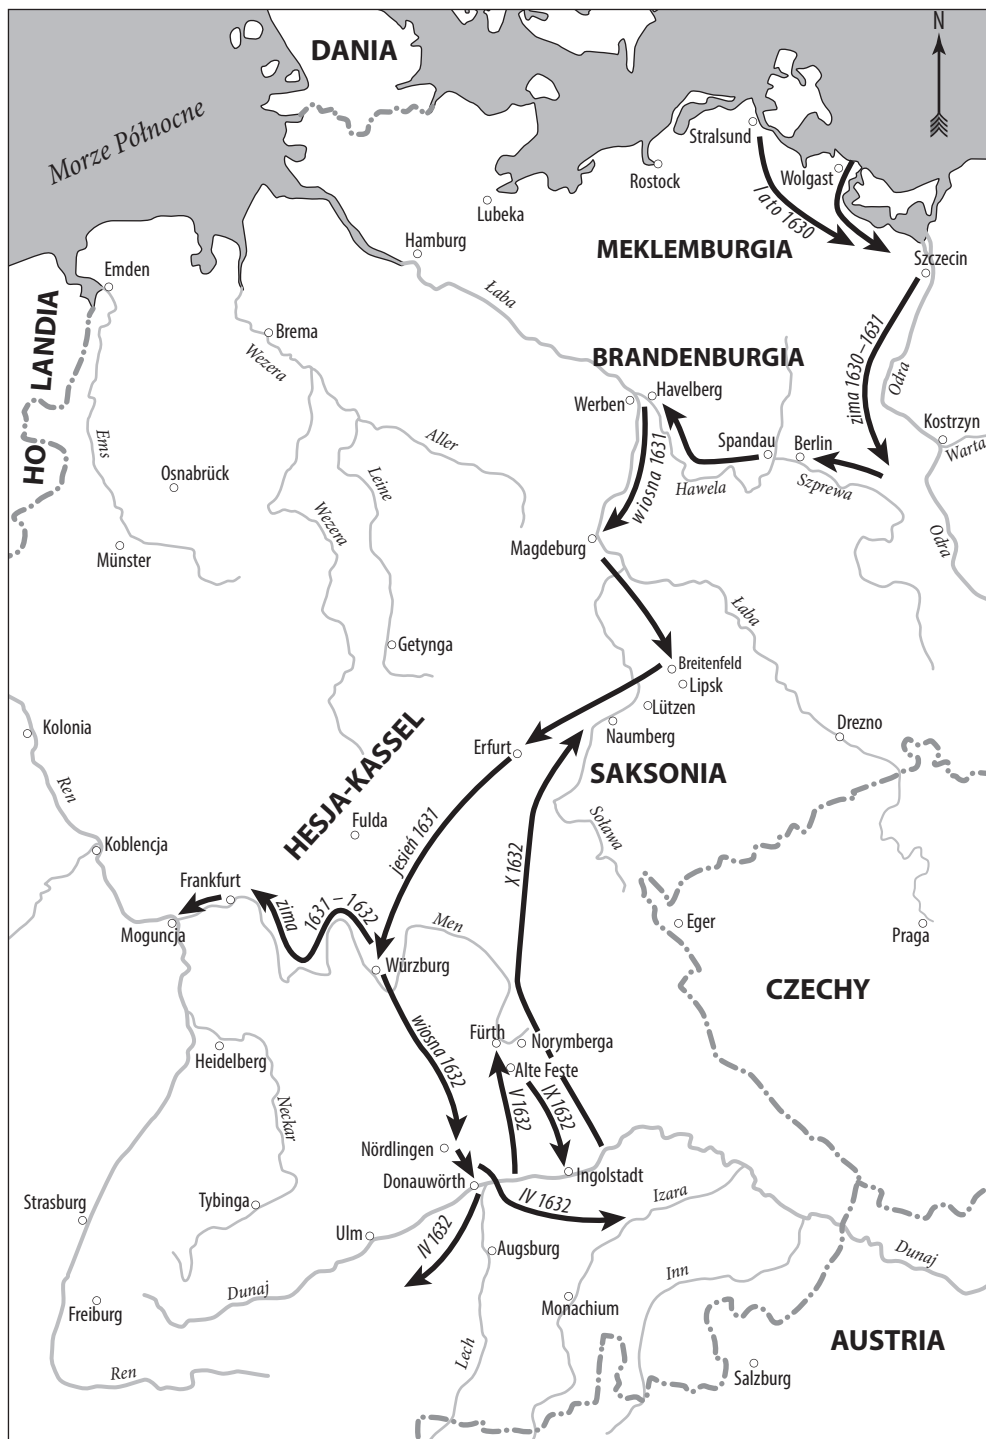 N
DANIA
Morze Północne
Stralsund
Wolgast
Rostock
lato 1630
Lubeka
MEKLEMBURGIA
Hamburg
Szczecin
Emden
Łaba
HO LANDIA
Brema
Wezera
BRANDENBURGIA
zima 1630–1631
Odra
Havelberg
Werben
Kostrzyn
Warta
Ems
Aller
Spandau
Berlin
Osnabrück
Leine
wiosna 1631
Hawela
Szprewa
Wezera
Odra
Magdeburg
Münster
Łaba
Getynga
Breitenfeld
Lipsk
Lützen
Kolonia
Naumberg
Drezno
Erfurt
HESJA-KASSEL
SAKSONIA
Ren
Fulda
Soława
jesień 1631
Koblencja
X 1632
Frankfurt
zima
1631 – 1632
Men
Eger
Praga
Moguncja
Würzburg
CZECHY
wiosna 1632
Fürth
Norymberga
Heidelberg
Alte Feste
V 1632
IX 1632
Neckar
Nördlingen
Donauwörth
Ingolstadt
Strasburg
Tybinga
IV 1632
Izara
Ulm
IV 1632
Augsburg
Dunaj
Inn
Dunaj
Freiburg
Monachium
AUSTRIA
Ren
Lech
Salzburg